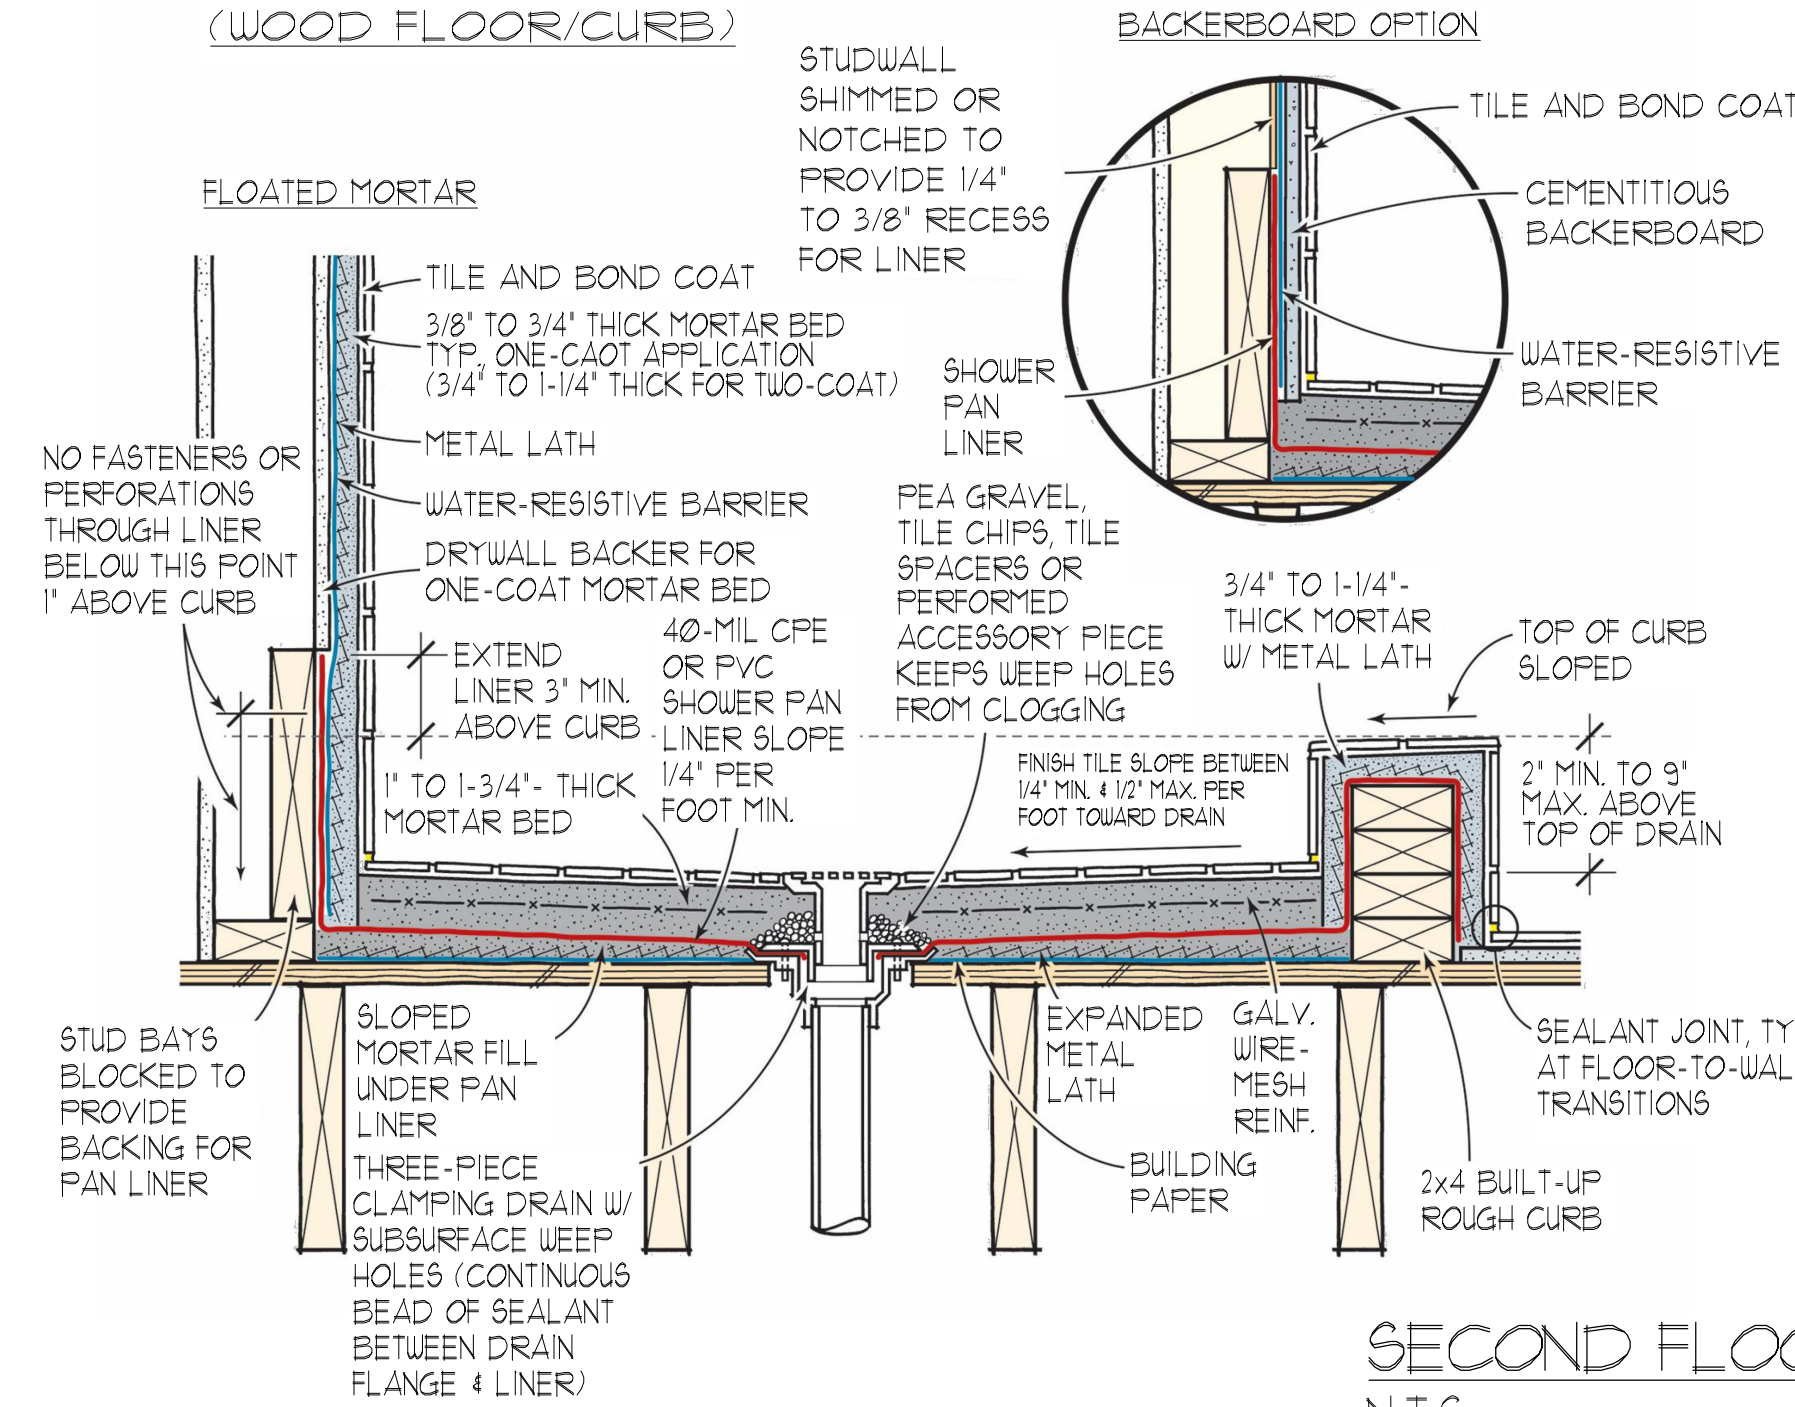 (WOOD FLOOR/CURB)
BACKERBOARD OPTION
STUDWALL
SHIMMED OR
NOTCHED TO
PROVIDE 1/4"
TO 3/8" RECESS
FOR LINER
TILE AND BOND COAT
CEMENTITIOUS
BACKERBOARD
WATER-RESISTIVE
BARRIER
SHOWER
PAN
LINER
FLOATED MORTAR
TILE AND BOND COAT
3/8" TO 3/4" THICK MORTAR BED
TYP., ONE-CAOT APPLICATION
(3/4" TO 1-1/4" THICK FOR TWO-COAT)
METAL LATH
WATER-RESISTIVE BARRIER
DRYWALL BACKER FOR
ONE-COAT MORTAR BED
NO FASTENERS OR
PERFORATIONS
THROUGH LINER
BELOW THIS POINT
1" ABOVE CURB
EXTEND
LINER 3" MIN.
ABOVE CURB
40-MIL CPE
OR PVC
SHOWER PAN
LINER SLOPE
1/4" PER
FOOT MIN.
1" TO 1-3/4"- THICK
MORTAR BED
PEA GRAVEL,
TILE CHIPS, TILE
SPACERS OR
PERFORMED
ACCESSORY PIECE
KEEPS WEEP HOLES
FROM CLOGGING
FINISH TILE SLOPE BETWEEN
1/4" MIN. & 1/2" MAX. PER
FOOT TOWARD DRAIN
3/4" TO 1-1/4"-
THICK MORTAR
W/ METAL LATH
TOP OF CURB
SLOPED
2" MIN. TO 9"
MAX. ABOVE
TOP OF DRAIN
STUD BAYS
BLOCKED TO
PROVIDE
BACKING FOR
PAN LINER
SLOPED
MORTAR FILL
UNDER PAN
LINER
THREE-PIECE
CLAMPING DRAIN W/
SUBSURFACE WEEP
HOLES (CONTINUOUS
BEAD OF SEALANT
BETWEEN DRAIN
FLANGE & LINER)
EXPANDED
METAL
LATH
GALV.
WIRE-
MESH
REINF.
BUILDING
PAPER
SEALANT JOINT, TY
AT FLOOR-TO-WAL
TRANSITIONS
2x4 BUILT-UP
ROUGH CURB
SECOND FLOO